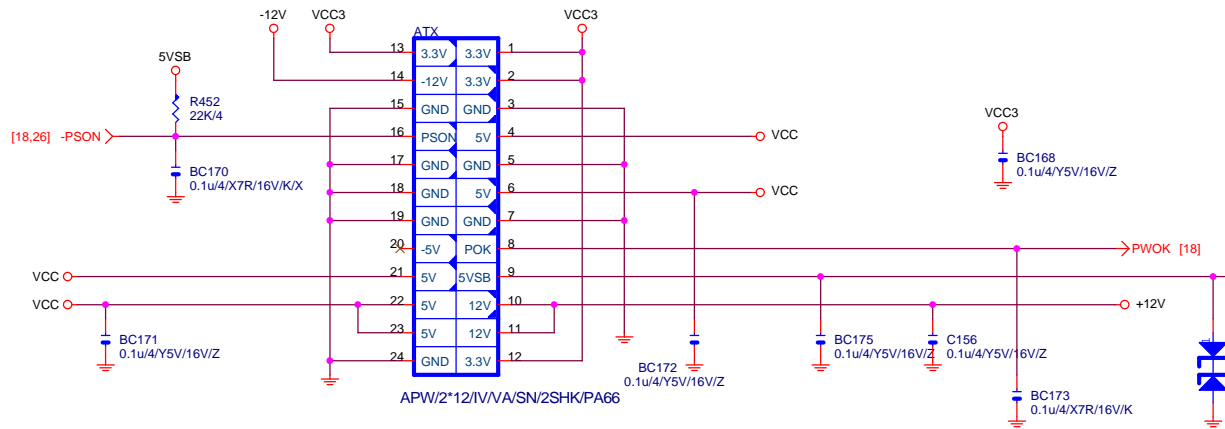 -12V VCC3 VCC3
ATX
5VSB
R452
22K/4
[18,26] -PSON
BC170
0.1u/4/X7R/16V/K/X
13 3.3V 3.3V 1
14 -12V 3.3V 2
15 GND GND 3
16 PSON 5V 4 VCC
17 GND GND 5
18 GND 5V 6 VCC
19 GND GND 7
20 -5V POK 8 PWOK [18]
VCC 21 5V 5VSB 9
VCC 22 5V 12V 10 +12V
23 5V 12V 11
24 GND 3.3V 12
VCC3
BC168
0.1u/4/Y5V/16V/Z
BC171
0.1u/4/Y5V/16V/Z
BC172
0.1u/4/Y5V/16V/Z
BC175
0.1u/4/Y5V/16V/Z
C156
0.1u/4/Y5V/16V/Z
BC173
0.1u/4/X7R/16V/K
APW/2*12/IV/VA/SN/2SHK/PA66